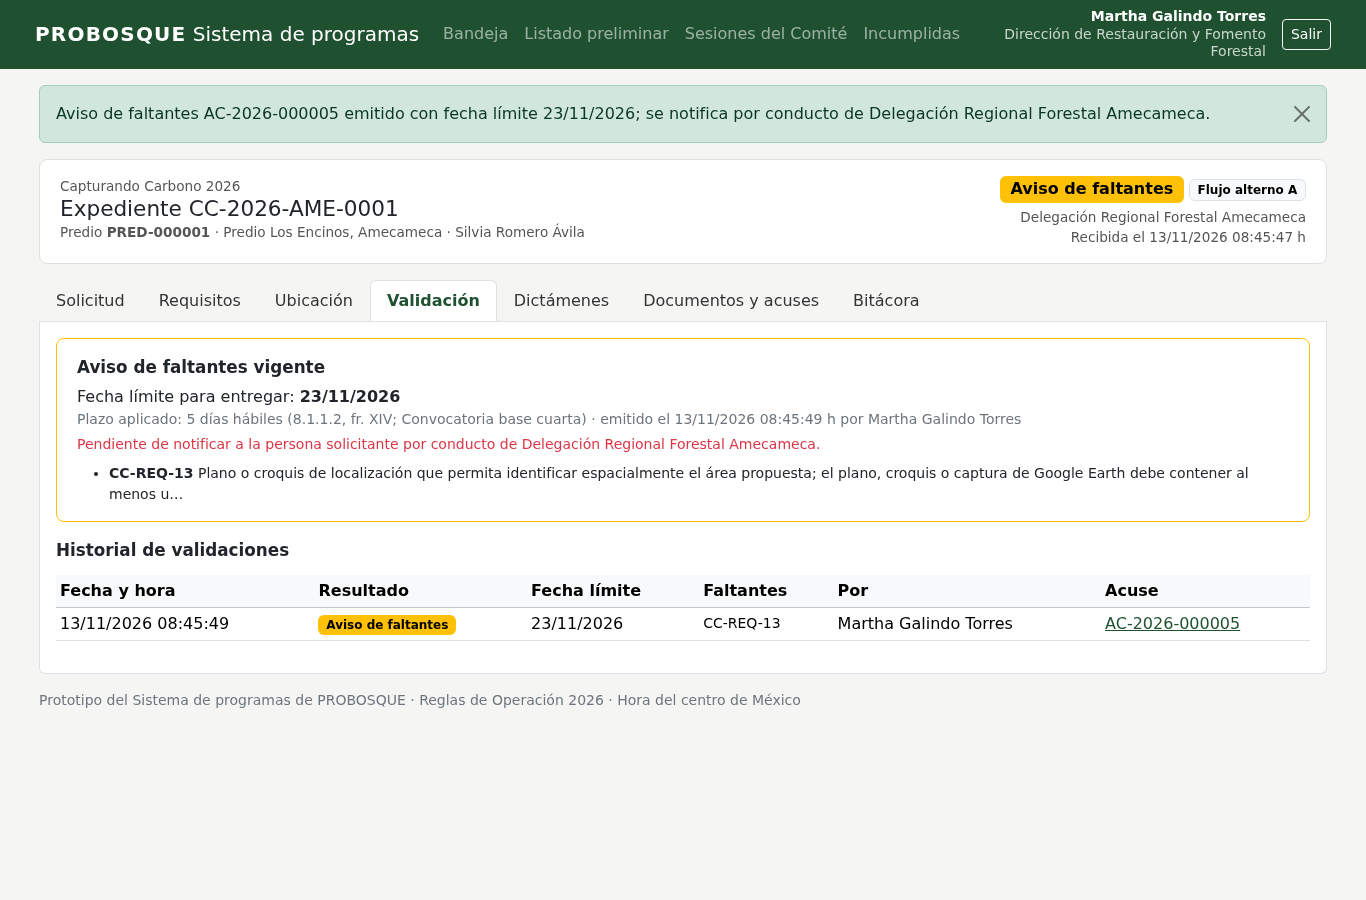 PROBOSQUE Sistema de programas
Bandeja
Listado preliminar
Sesiones del Comité
Incumplidas
Martha Galindo Torres
Dirección de Restauración y Fomento
Forestal
Salir
Aviso de faltantes AC-2026-000005 emitido con fecha límite 23/11/2026; se notifica por conducto de Delegación Regional Forestal Amecameca.
Capturando Carbono 2026
Expediente CC-2026-AME-0001
Predio PRED-000001 · Predio Los Encinos, Amecameca · Silvia Romero Ávila
Aviso de faltantes
Flujo alterno A
Delegación Regional Forestal Amecameca
Recibida el 13/11/2026 08:45:47 h
Solicitud
Requisitos
Ubicación
Validación
Dictámenes
Documentos y acuses
Bitácora
Aviso de faltantes vigente
Fecha límite para entregar: 23/11/2026
Plazo aplicado: 5 días hábiles (8.1.1.2, fr. XIV; Convocatoria base cuarta) · emitido el 13/11/2026 08:45:49 h por Martha Galindo Torres
Pendiente de notificar a la persona solicitante por conducto de Delegación Regional Forestal Amecameca.
• CC-REQ-13 Plano o croquis de localización que permita identificar espacialmente el área propuesta; el plano, croquis o captura de Google Earth debe contener al
menos u…
Historial de validaciones
Fecha y hora Resultado Fecha límite Faltantes Por Acuse
13/11/2026 08:45:49 Aviso de faltantes 23/11/2026 CC-REQ-13 Martha Galindo Torres AC-2026-000005
Prototipo del Sistema de programas de PROBOSQUE · Reglas de Operación 2026 · Hora del centro de México